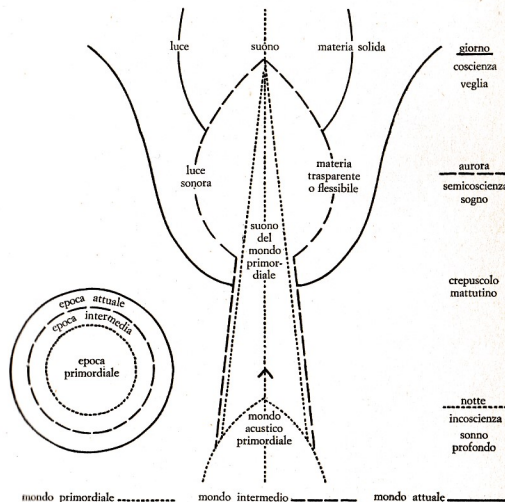 luce
suono
materia solida
giorno
coscienza
veglia
luce
sonora
materia
trasparente
o flessibile
aurora
semicoscienza
sogno
suono
del
mondo
primor-
diale
crepuscolo
mattutino
epoca attuale
epoca intermedia
epoca
primordiale
mondo
acustico
primordiale
notte
incoscienza
sonno
profondo
mondo primordiale
mondo intermedio
mondo attuale